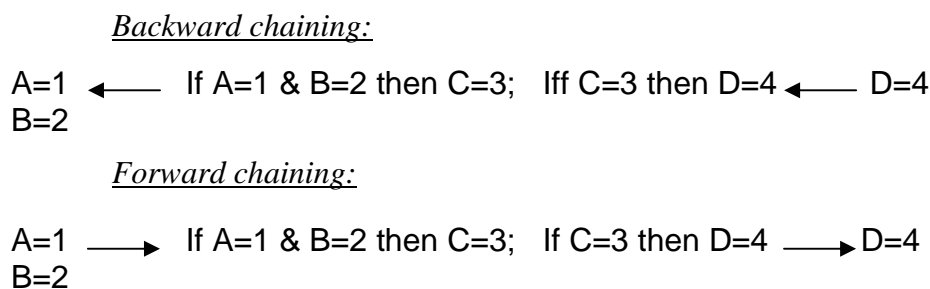 Backward chaining:
A=1 If A=1 & B=2 then C=3; Iff C=3 then D=4 D=4
B=2
Forward chaining:
A=1 If A=1 & B=2 then C=3; If C=3 then D=4 D=4
B=2